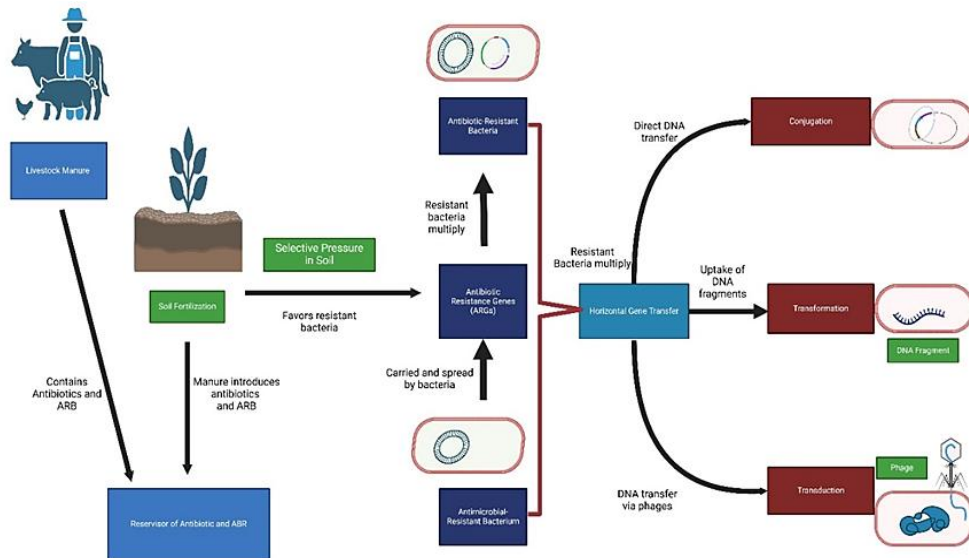 Livestock Manure
Contains
Antibiotics and
ARB
Soil Fertilization
Manure introduces
antibiotics
and ARB
Reservisor of Antibiotic and ABR
Selective Pressure
in Soil
Favors resistant
bacteria
Antibiotic-Resistant
Bacteria
Resistant
bacteria
multiply
Antibiotic
Resistance Genes
(ARGs)
Carried and spread
by bacteria
Antimicrobial-
Resistant Bacterium
Resistant
Bacteria multiply
Horizontal Gene Transfer
Direct DNA
transfer
Conjugation
Uptake of
DNA
fragments
Transformation
DNA Fragment
DNA transfer
via phages
Transduction
Phage